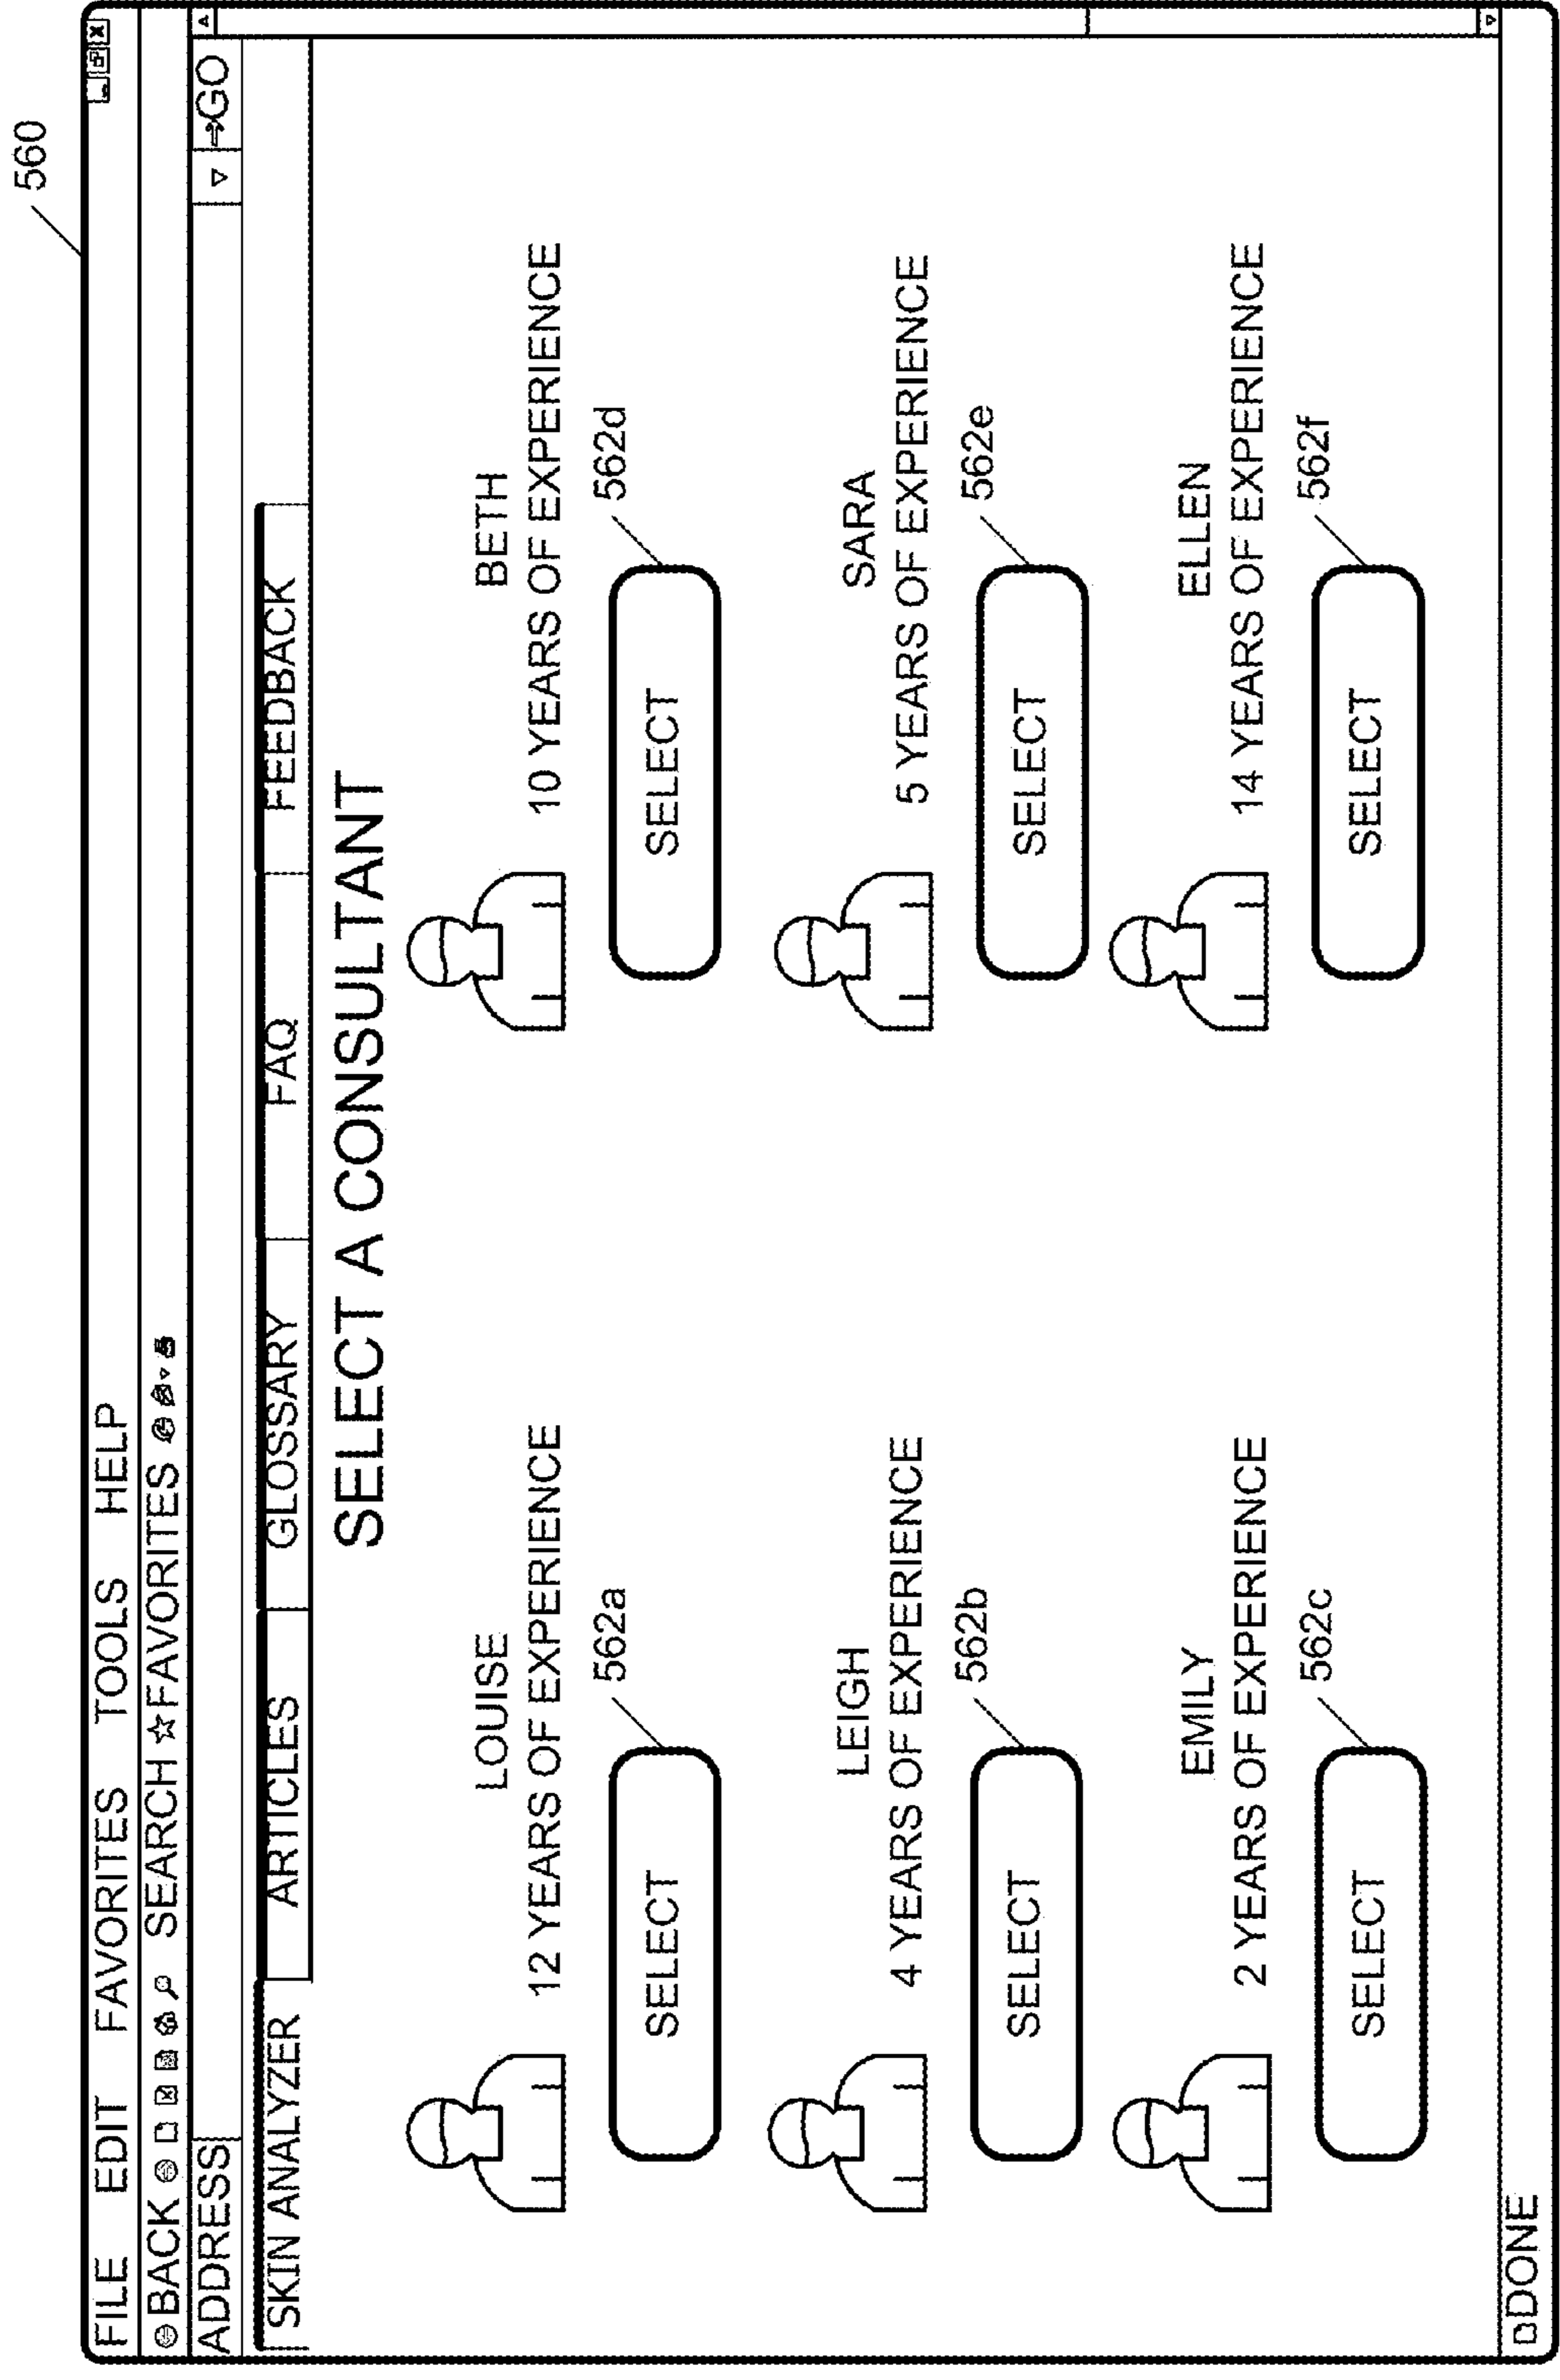 560
FILE EDIT FAVORITES TOOLS HELP
BACK SEARCH FAVORITES
ADDRESS GO
SKIN ANALYZER ARTICLES GLOSSARY FAQ FEEDBACK
SELECT A CONSULTANT
LOUISE
12 YEARS OF EXPERIENCE
562a
SELECT
BETH
10 YEARS OF EXPERIENCE
562d
SELECT
LEIGH
4 YEARS OF EXPERIENCE
562b
SELECT
SARA
5 YEARS OF EXPERIENCE
562e
SELECT
EMILY
2 YEARS OF EXPERIENCE
562c
SELECT
ELLEN
14 YEARS OF EXPERIENCE
562f
SELECT
DONE